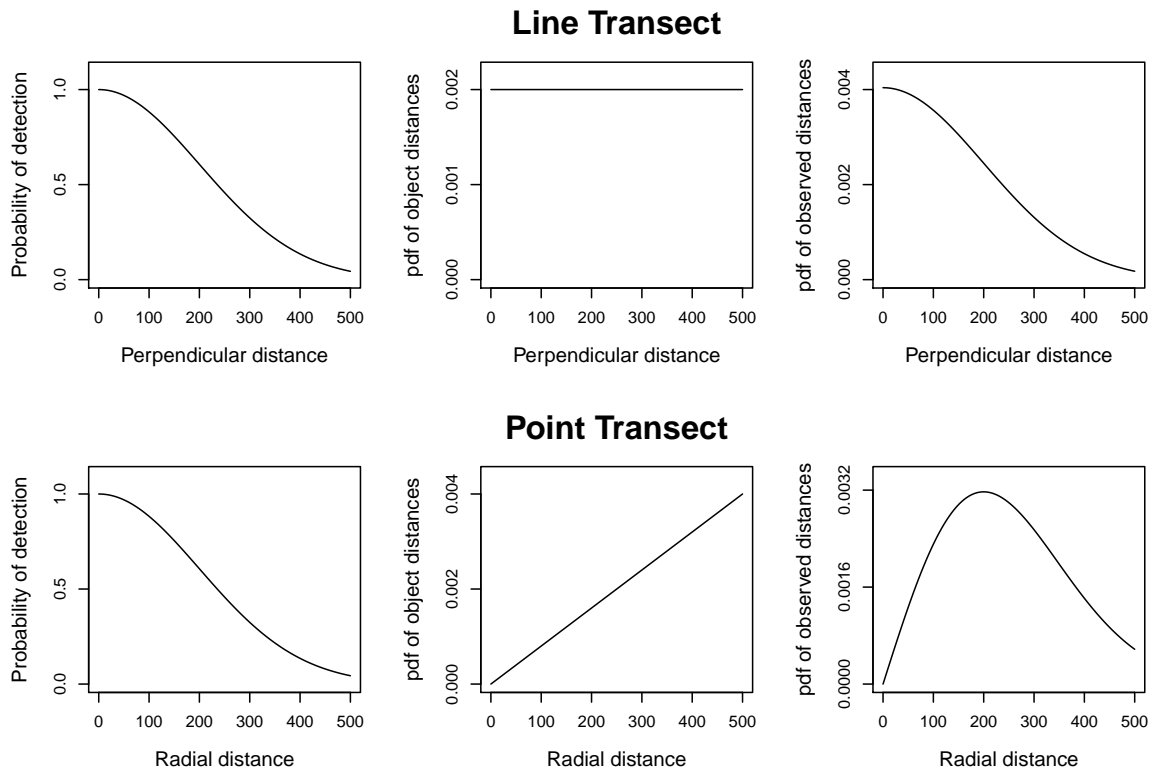 Line Transect
Probability of detection
0.0 0.5 1.0
0 100 200 300 400 500
Perpendicular distance
pdf of object distances
0.000 0.001 0.002
0 100 200 300 400 500
Perpendicular distance
pdf of observed distances
0.000 0.002 0.004
0 100 200 300 400 500
Perpendicular distance
Point Transect
Probability of detection
0.0 0.5 1.0
0 100 200 300 400 500
Radial distance
pdf of object distances
0.000 0.002 0.004
0 100 200 300 400 500
Radial distance
pdf of observed distances
0.0000 0.0016 0.0032
0 100 200 300 400 500
Radial distance